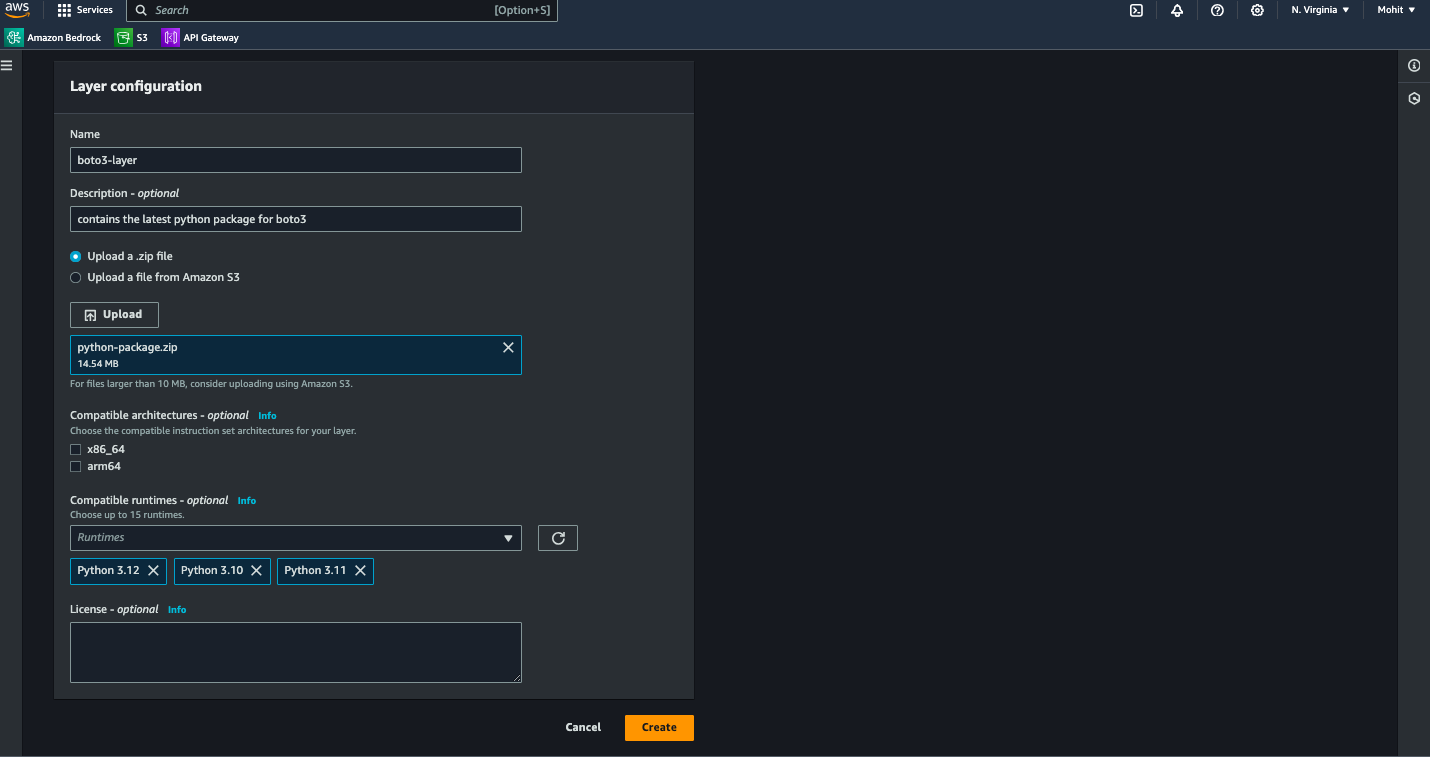 aws Services Search [Option+S] N. Virginia Mohit
Amazon Bedrock S3 API Gateway
Layer configuration
Name
boto3-layer
Description - optional
contains the latest python package for boto3
Upload a .zip file
Upload a file from Amazon S3
Upload
python-package.zip
14.54 MB
For files larger than 10 MB, consider uploading using Amazon S3.
Compatible architectures - optional Info
Choose the compatible instruction set architectures for your layer.
x86_64
arm64
Compatible runtimes - optional Info
Choose up to 15 runtimes.
Runtimes
Python 3.12 Python 3.10 Python 3.11
License - optional Info
Cancel Create